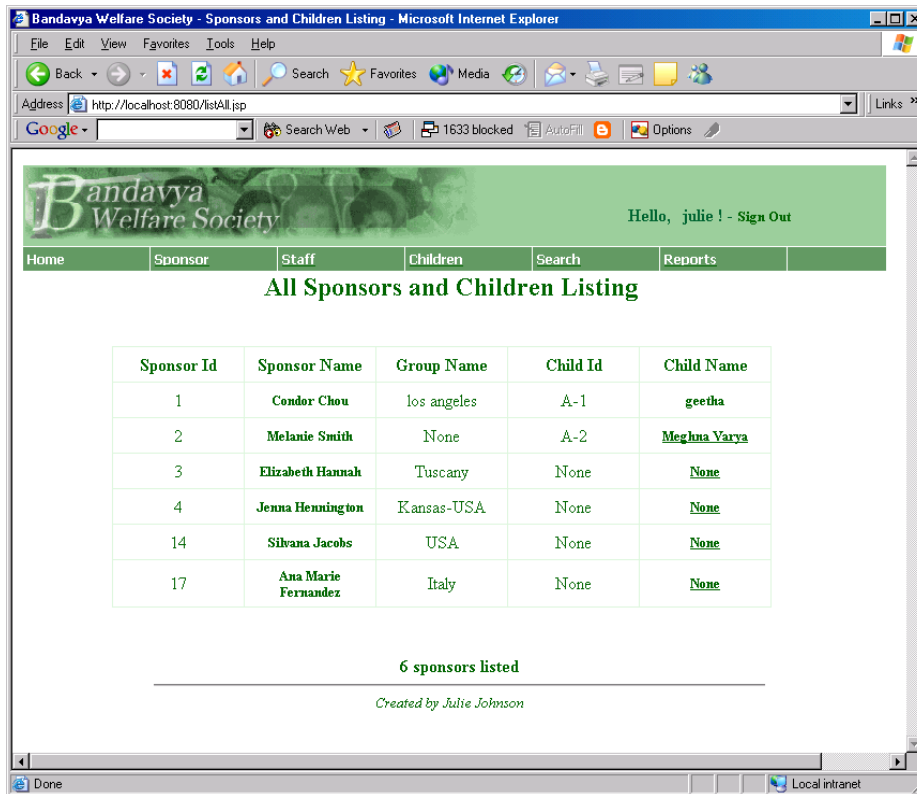 Bandavya Welfare Society - Sponsors and Children Listing - Microsoft Internet Explorer
File Edit View Favorites Tools Help
Back Search Favorites Media
Address http://localhost:8080/listAll.jsp Links »
Google Search Web 1633 blocked AutoFill Options
Bandavya
Welfare Society
Hello, julie ! - Sign Out
Home Sponsor Staff Children Search Reports
All Sponsors and Children Listing
Sponsor Id Sponsor Name Group Name Child Id Child Name
1 Condor Chou los angeles A-1 geetha
2 Melanie Smith None A-2 Meghna Varya
3 Elizabeth Hannah Tuscany None None
4 Jenna Hennington Kansas-USA None None
14 Silvana Jacobs USA None None
17 Ana Marie Fernandez Italy None None
6 sponsors listed
Created by Julie Johnson
Done Local intranet